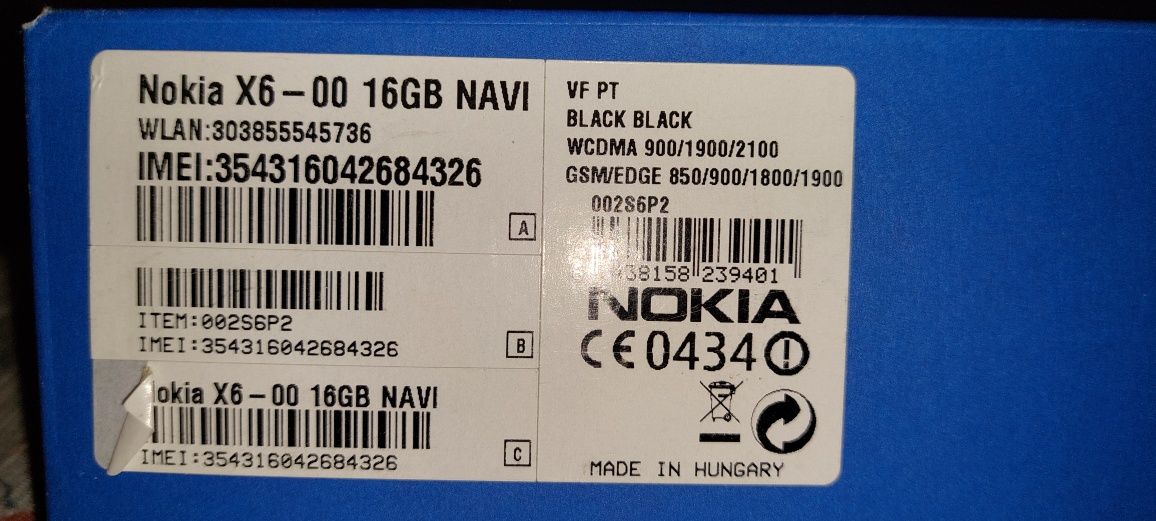 Nokia X6-00 16GB NAVI
WLAN:303855545736
IMEI:354316042684326
A
ITEM:002S6P2
IMEI:354316042684326
B
okia X6-00 16GB NAVI
IMEI:354316042684326
C
VF PT
BLACK BLACK
WCDMA 900/1900/2100
GSM/EDGE 850/900/1800/1900
002S6P2
38158 239401
NOKIA
CE0434
MADE IN HUNGARY